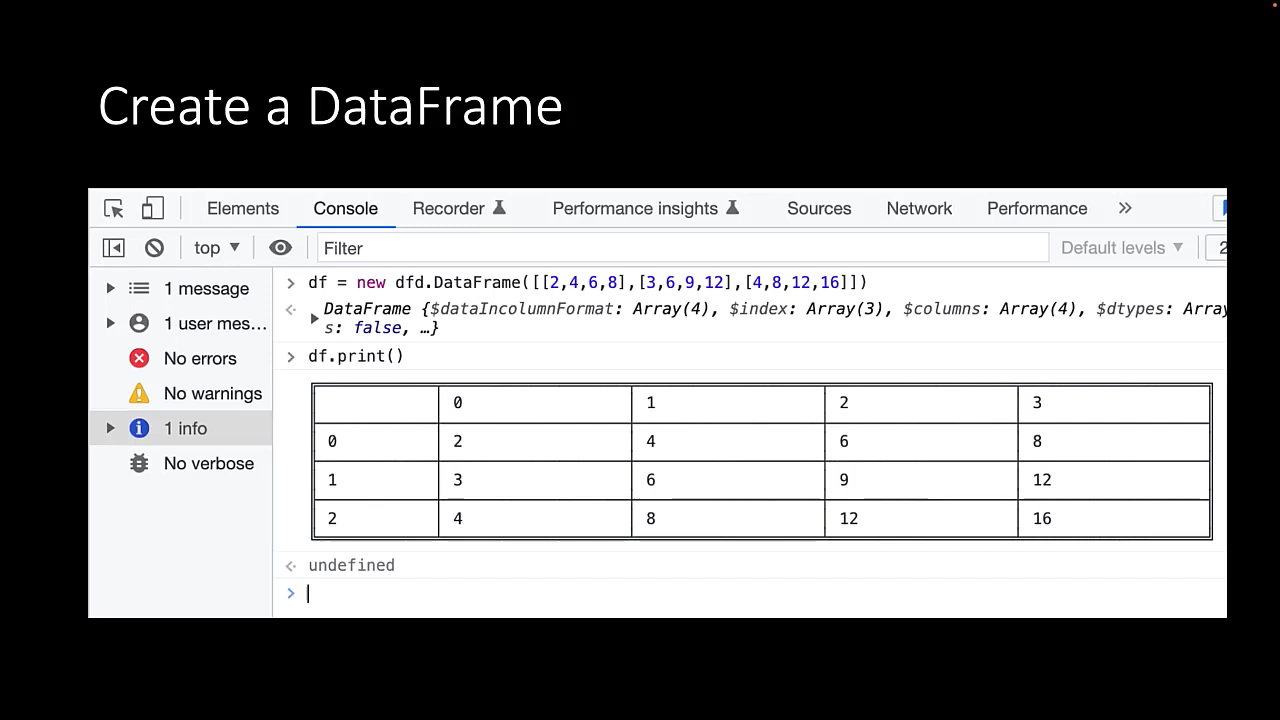 Create a DataFrame
Elements Console Recorder Performance insights Sources Network Performance
top Filter Default levels 2
1 message
1 user mes…
No errors
No warnings
1 info
No verbose
> df = new dfd.DataFrame([[2,4,6,8],[3,6,9,12],[4,8,12,16]])
DataFrame {$dataIncolumnFormat: Array(4), $index: Array(3), $columns: Array(4), $dtypes: Array
s: false, …}
> df.print()
0 1 2 3
0 2 4 6 8
1 3 6 9 12
2 4 8 12 16
undefined
>